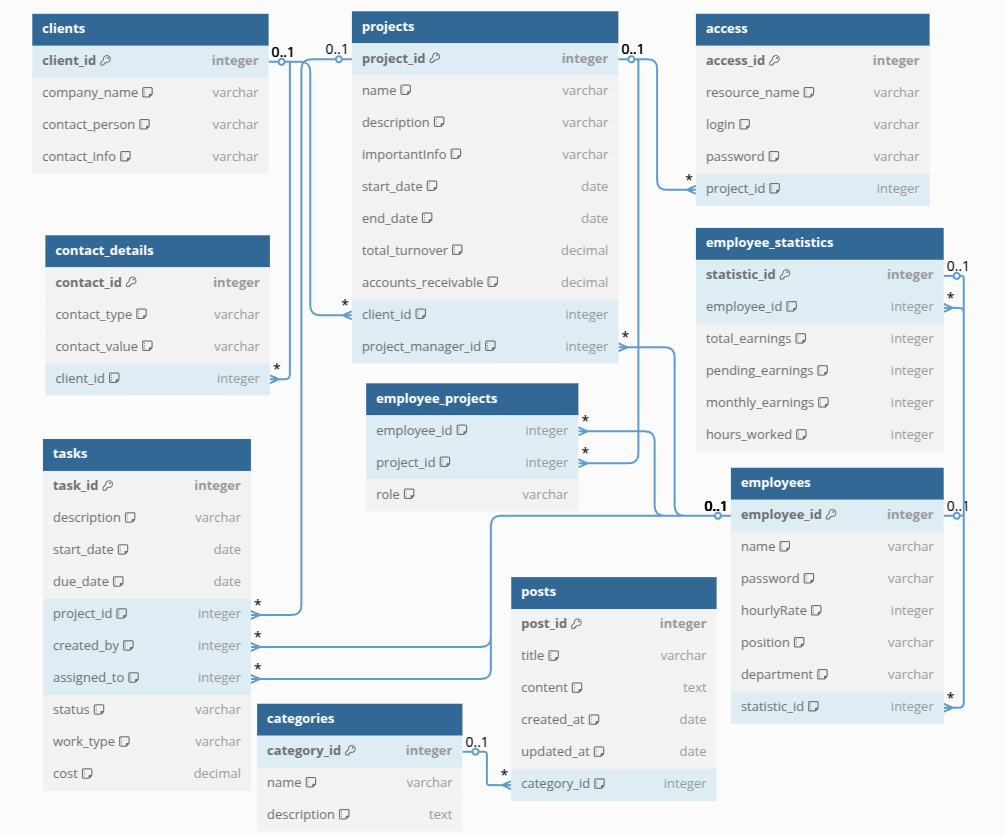 clients
client_id integer
company_name varchar
contact_person varchar
contact_info varchar
0..1
0..1
projects
project_id integer
name varchar
description varchar
importantInfo varchar
start_date date
end_date date
total_turnover decimal
accounts_receivable decimal
* client_id integer
project_manager_id integer *
0..1
access
access_id integer
resource_name varchar
login varchar
password varchar
* project_id integer
contact_details
contact_id integer
contact_type varchar
contact_value varchar
client_id integer *
employee_statistics
statistic_id integer 0..1
employee_id integer *
total_earnings integer
pending_earnings integer
monthly_earnings integer
hours_worked integer
employee_projects
employee_id integer *
project_id integer *
role varchar
tasks
task_id integer
description varchar
start_date date
due_date date
project_id integer *
created_by integer *
assigned_to integer *
status varchar
work_type varchar
cost decimal
employees
0..1 employee_id integer 0..1
name varchar
password varchar
hourlyRate integer
position varchar
department varchar
statistic_id integer *
posts
post_id integer
title varchar
content text
created_at date
updated_at date
* category_id integer
categories
category_id integer 0..1
name varchar
description text